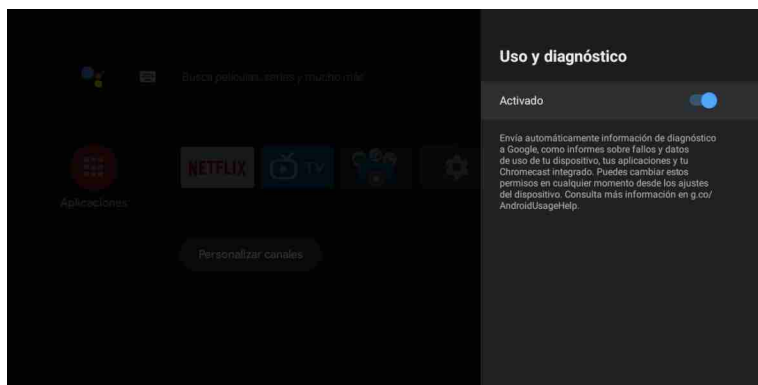 Uso y diagnóstico
Activado
Envía automáticamente información de diagnóstico
a Google, como informes sobre fallos y datos
de uso de tu dispositivo, tus aplicaciones y tu
Chromecast integrado. Puedes cambiar estos
permisos en cualquier momento desde los ajustes
del dispositivo. Consulta más información en g.co/
AndroidUsageHelp.
Busca películas, series y mucho más
NETFLIX
TV
Aplicaciones
Personalizar canales